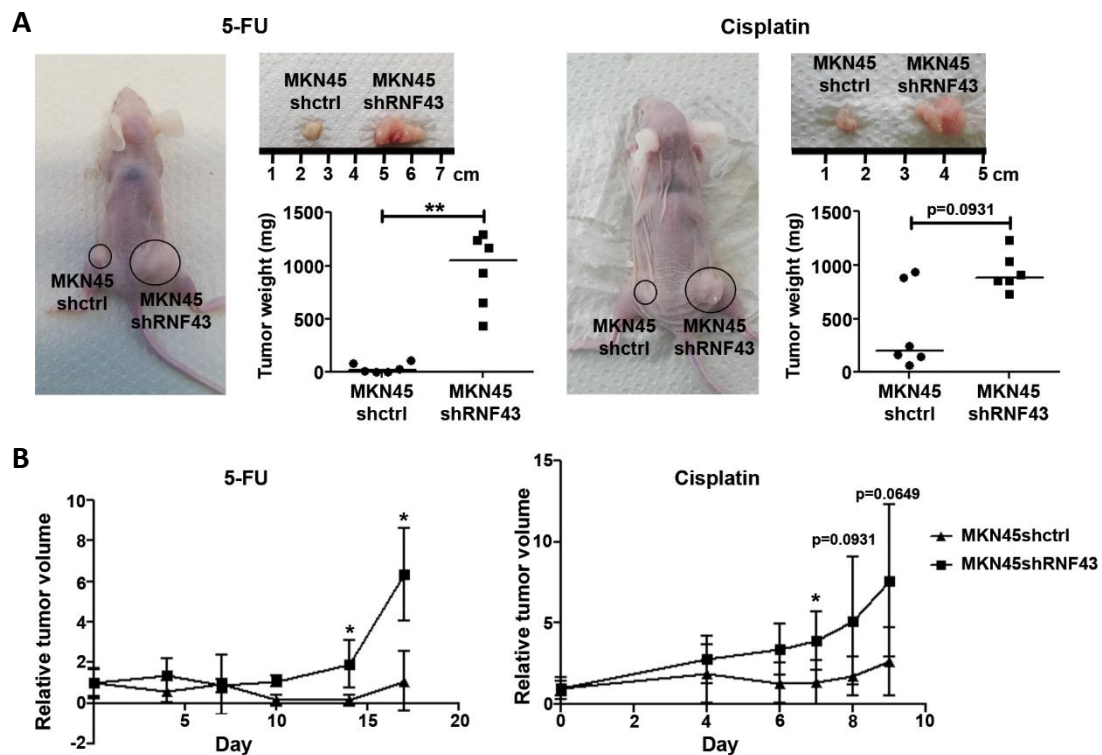 A
5-FU
Cisplatin
MKN45
shctrl
MKN45
shRNF43
1 2 3 4 5 6 7 cm
MKN45
shctrl
MKN45
shRNF43
Tumor weight (mg)
1500
1000
500
0
**
MKN45
shctrl
MKN45
shRNF43
MKN45
shctrl
MKN45
shRNF43
1 2 3 4 5 cm
MKN45
shctrl
MKN45
shRNF43
Tumor weight (mg)
1500
1000
500
0
p=0.0931
MKN45
shctrl
MKN45
shRNF43
B
5-FU
Relative tumor volume
10
8
6
4
2
0
-2
*
*
5 10 15 20
Day
Cisplatin
Relative tumor volume
15
10
5
0
*
p=0.0931
p=0.0649
0 2 4 6 8 10
Day
MKN45shctrl
MKN45shRNF43